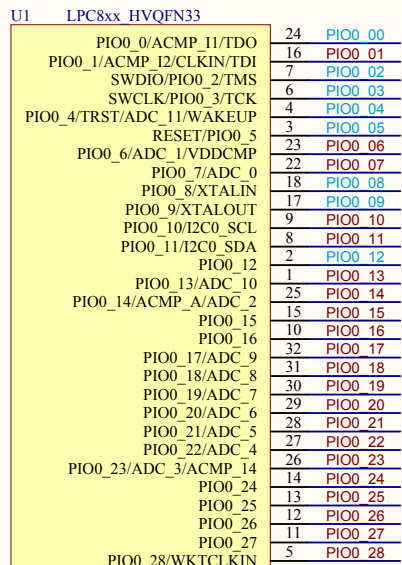 U1 LPC8xx_HVQFN33
PIO0_0/ACMP_I1/TDO 24 PIO0_00
PIO0_1/ACMP_I2/CLKIN/TDI 16 PIO0_01
SWDIO/PIO0_2/TMS 7 PIO0_02
SWCLK/PIO0_3/TCK 6 PIO0_03
PIO0_4/TRST/ADC_11/WAKEUP 4 PIO0_04
RESET/PIO0_5 3 PIO0_05
PIO0_6/ADC_1/VDDCMP 23 PIO0_06
PIO0_7/ADC_0 22 PIO0_07
PIO0_8/XTALIN 18 PIO0_08
PIO0_9/XTALOUT 17 PIO0_09
PIO0_10/I2C0_SCL 9 PIO0_10
PIO0_11/I2C0_SDA 8 PIO0_11
PIO0_12 2 PIO0_12
PIO0_13/ADC_10 1 PIO0_13
PIO0_14/ACMP_A/ADC_2 25 PIO0_14
PIO0_15 15 PIO0_15
PIO0_16 10 PIO0_16
PIO0_17/ADC_9 32 PIO0_17
PIO0_18/ADC_8 31 PIO0_18
PIO0_19/ADC_7 30 PIO0_19
PIO0_20/ADC_6 29 PIO0_20
PIO0_21/ADC_5 28 PIO0_21
PIO0_22/ADC_4 27 PIO0_22
PIO0_23/ADC_3/ACMP_14 26 PIO0_23
PIO0_24 14 PIO0_24
PIO0_25 13 PIO0_25
PIO0_26 12 PIO0_26
PIO0_27 11 PIO0_27
PIO0_28/WKTCLKIN 5 PIO0_28